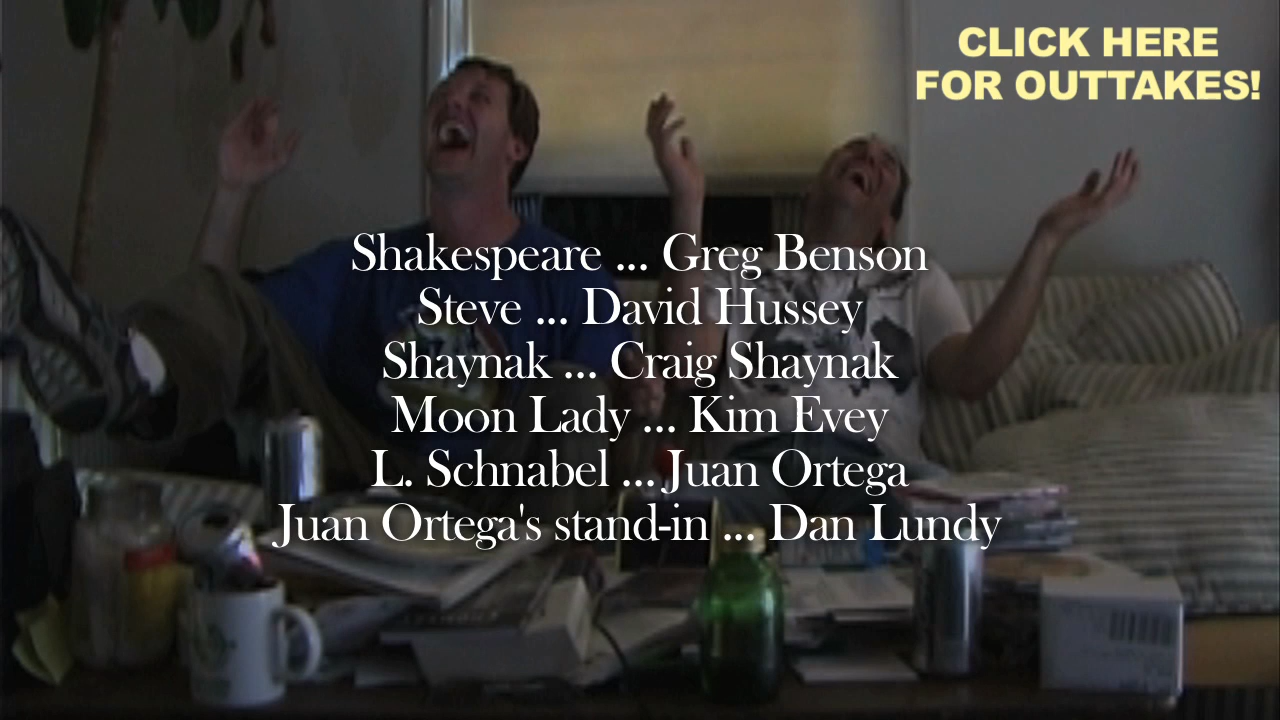 CLICK HERE
FOR OUTTAKES!
Shakespeare ... Greg Benson
Steve ... David Hussey
Shaynak ... Craig Shaynak
Moon Lady ... Kim Evey
L. Schnabel ... Juan Ortega
Juan Ortega's stand-in ... Dan Lundy